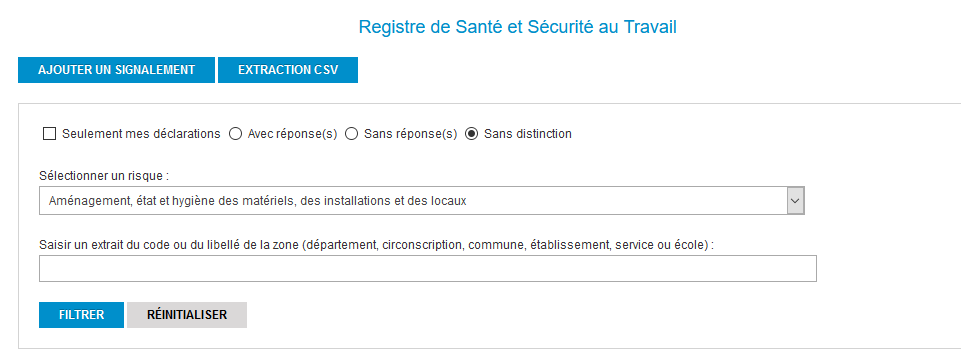 Registre de Santé et Sécurité au Travail
AJOUTER UN SIGNALEMENT EXTRACTION CSV
Seulement mes déclarations Avec réponse(s) Sans réponse(s) Sans distinction
Sélectionner un risque :
Aménagement, état et hygiène des matériels, des installations et des locaux
Saisir un extrait du code ou du libellé de la zone (département, circonscription, commune, établissement, service ou école) :
FILTRER RÉINITIALISER